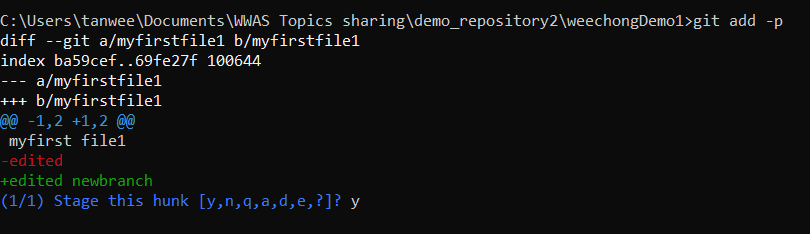 C:\Users\tanwee\Documents\WWAS Topics sharing\demo_repository2\weechongDemo1>git add -p
diff --git a/myfirstfile1 b/myfirstfile1
index ba59cef..69fe27f 100644
--- a/myfirstfile1
+++ b/myfirstfile1
@@ -1,2 +1,2 @@
 myfirst file1
-edited
+edited newbranch
(1/1) Stage this hunk [y,n,q,a,d,e,?]? y